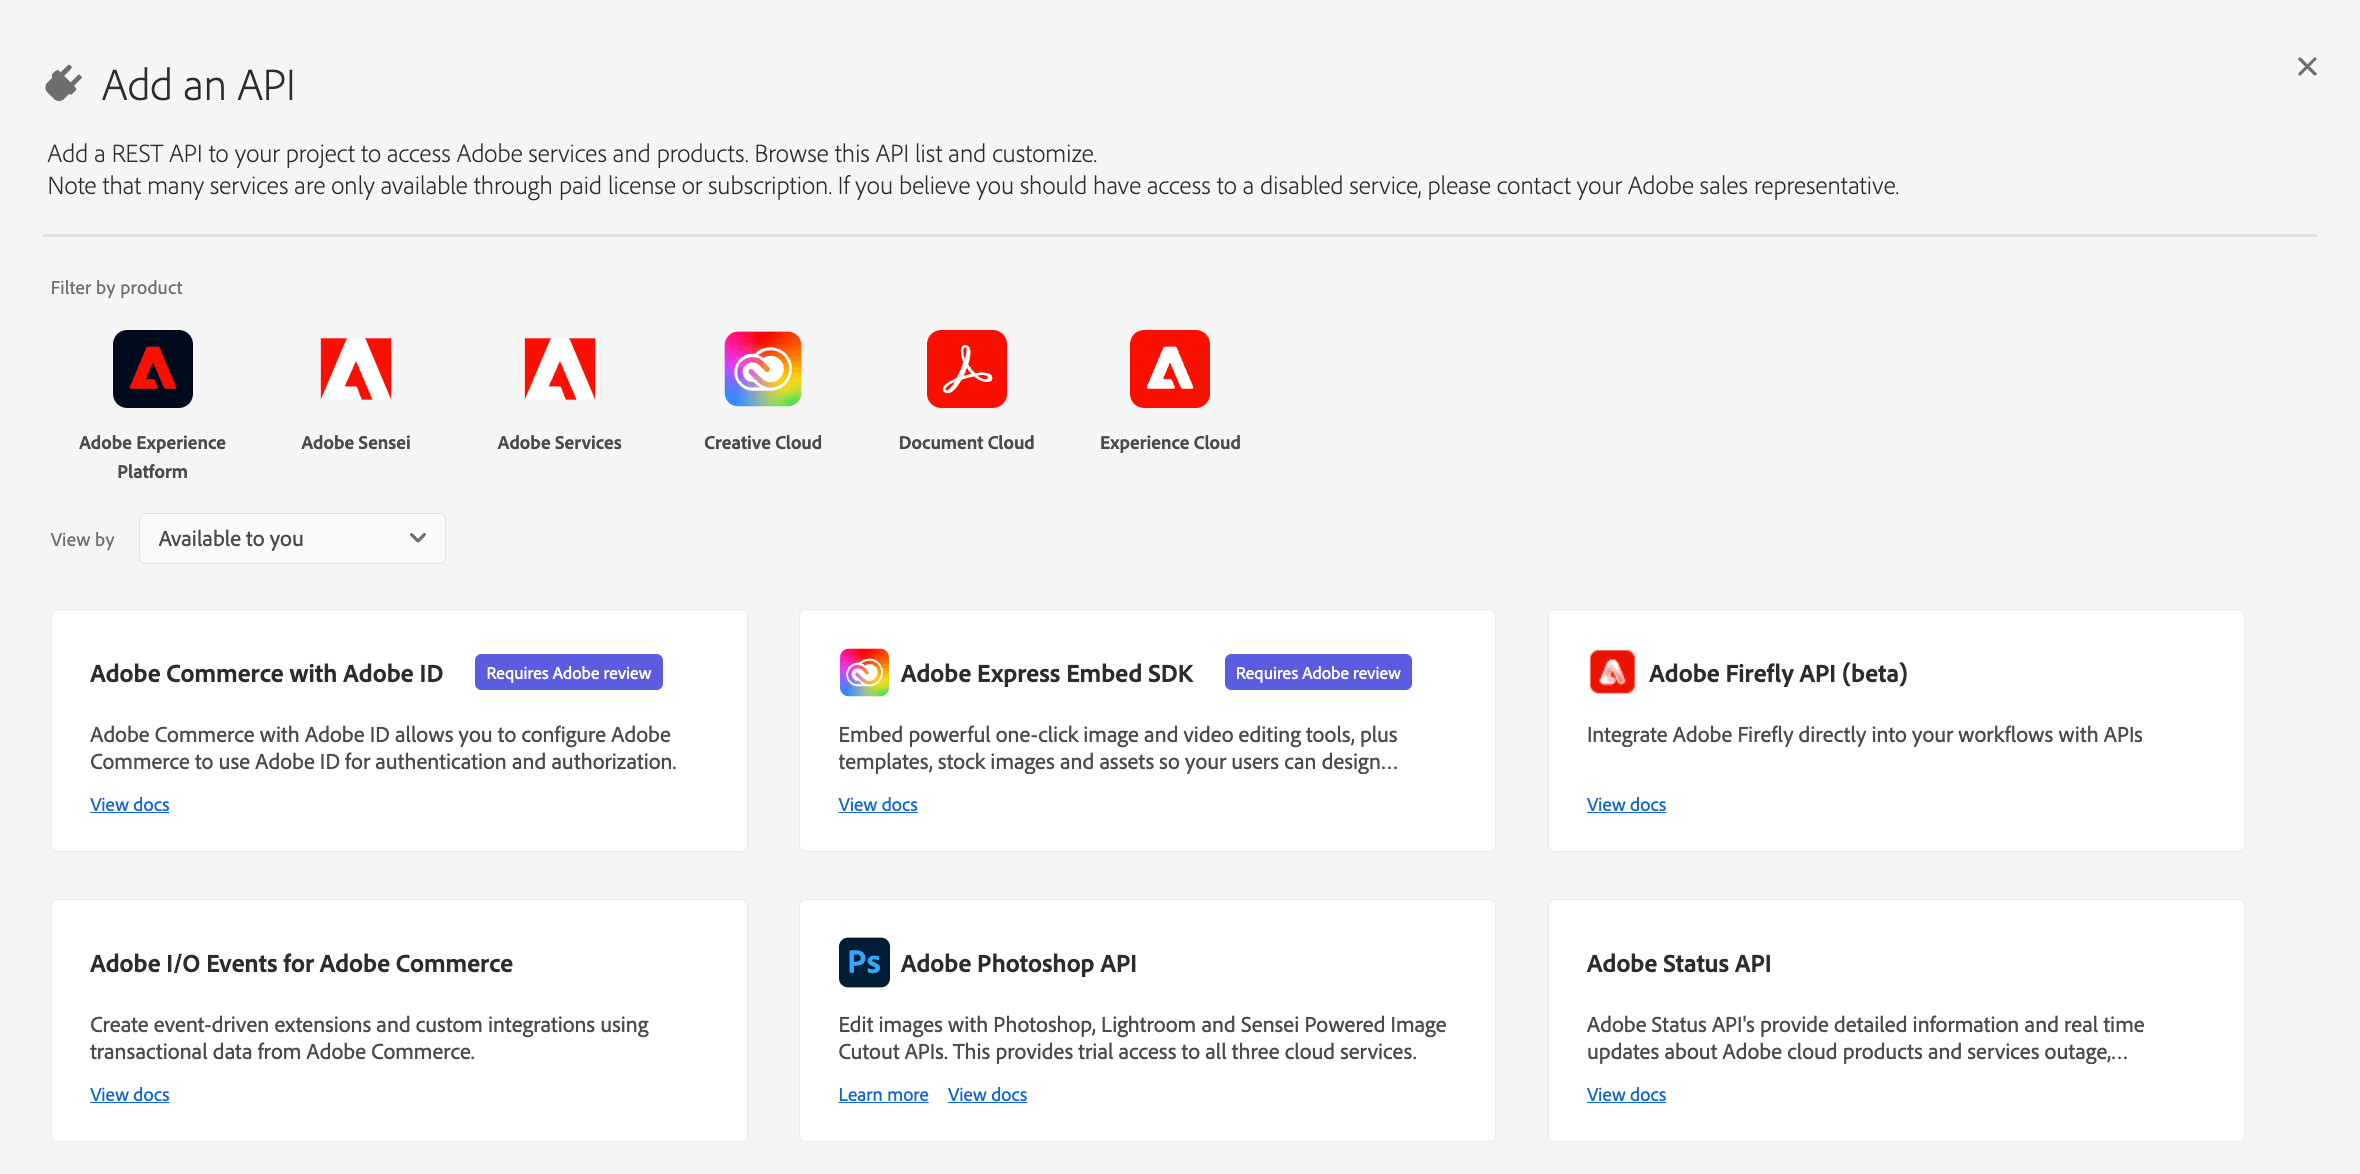 Add an API
Add a REST API to your project to access Adobe services and products. Browse this API list and customize.
Note that many services are only available through paid license or subscription. If you believe you should have access to a disabled service, please contact your Adobe sales representative.
Filter by product
Adobe Experience
Platform
Adobe Sensei
Adobe Services
Creative Cloud
Document Cloud
Experience Cloud
View by
Available to you
Adobe Commerce with Adobe ID
Requires Adobe review
Adobe Commerce with Adobe ID allows you to configure Adobe
Commerce to use Adobe ID for authentication and authorization.
View docs
Adobe Express Embed SDK
Requires Adobe review
Embed powerful one-click image and video editing tools, plus
templates, stock images and assets so your users can design...
View docs
Adobe Firefly API (beta)
Integrate Adobe Firefly directly into your workflows with APIs
View docs
Adobe I/O Events for Adobe Commerce
Create event-driven extensions and custom integrations using
transactional data from Adobe Commerce.
View docs
Ps
Adobe Photoshop API
Edit images with Photoshop, Lightroom and Sensei Powered Image
Cutout APIs. This provides trial access to all three cloud services.
Learn more View docs
Adobe Status API
Adobe Status API's provide detailed information and real time
updates about Adobe cloud products and services outage,...
View docs